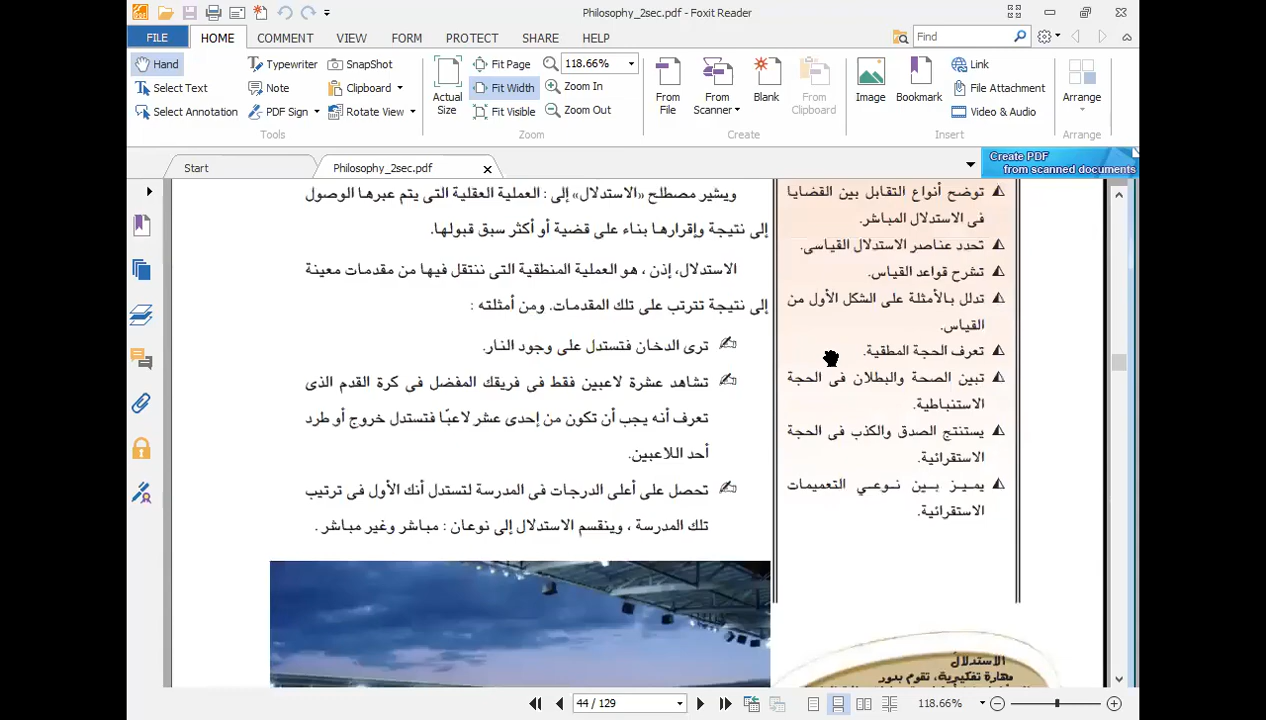 Philosophy_2sec.pdf - Foxit Reader
FILE HOME COMMENT VIEW FORM PROTECT SHARE HELP
Find
Hand
Select Text
Select Annotation
Typewriter
Note
PDF Sign
SnapShot
Clipboard
Rotate View
Tools
Actual Size
Fit Page
Fit Width
Fit Visible
118.66%
Zoom In
Zoom Out
Zoom
From File
From Scanner
Blank
From Clipboard
Create
Image
Bookmark
Link
File Attachment
Video & Audio
Insert
Arrange
Arrange
Start
Philosophy_2sec.pdf
Create PDF
from scanned documents
توضح أنواع التقابل بين القضايا
فى الاستدلال المباشر.
تحدد عناصر الاستدلال القياسى.
تشرح قواعد القياس.
تدلل بالأمثلة على الشكل الأول من
القياس.
تعرف الحجة المطقية.
تبين الصحة والبطلان فى الحجة
الاستنباطية.
يستنتج الصدق والكذب فى الحجة
الاستقرائية.
يميـز بـين نـوعـي التعميمات
الاستقرائية.
ويشير مصطلح «الاستدلال» إلى : العملية العقلية التى يتم عبرها الوصول
إلى نتيجة وإقرارها بناء على قضية أو أكثر سبق قبولها.
الاستدلال، إذن ، هو العملية المنطقية التى ننتقل فيها من مقدمات معينة
إلى نتيجة تترتب على تلك المقدمات. ومن أمثلته :
ترى الدخان فتستدل على وجود النار.
تشاهد عشرة لاعبين فقط فى فريقك المفضل فى كرة القدم الذى
تعرف أنه يجب أن تكون من إحدى عشر لاعبًا فتستدل خروج أو طرد
أحد اللاعبين.
تحصل على أعلى الدرجات فى المدرسة لتستدل أنك الأول فى ترتيب
تلك المدرسة ، وينقسم الاستدلال إلى نوعان : مباشر وغير مباشر .
الاستدلال
مهارة تفكيرية، تقوم بدور
44 / 129
118.66%